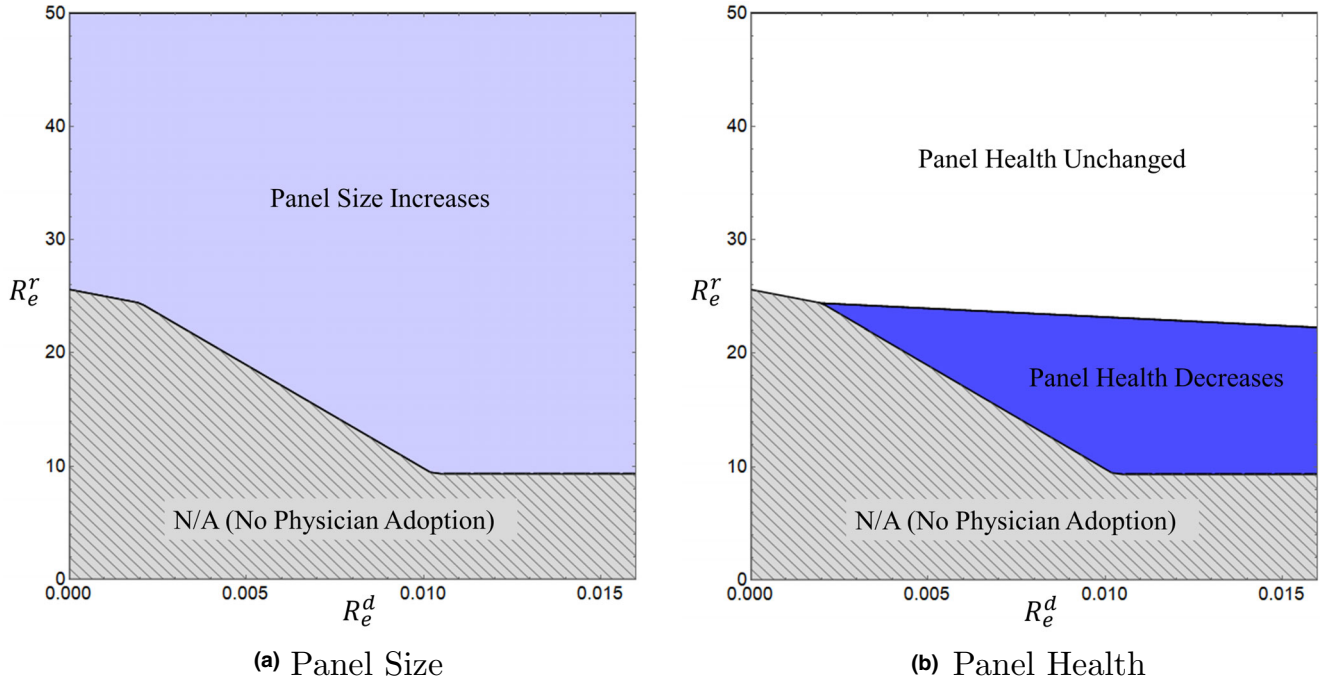 50
40
30
20
10
0
R_e^r
Panel Size Increases
N/A (No Physician Adoption)
0.000
0.005
0.010
0.015
R_e^d
(a) Panel Size
50
40
30
20
10
0
R_e^r
Panel Health Unchanged
Panel Health Decreases
N/A (No Physician Adoption)
0.000
0.005
0.010
0.015
R_e^d
(b) Panel Health